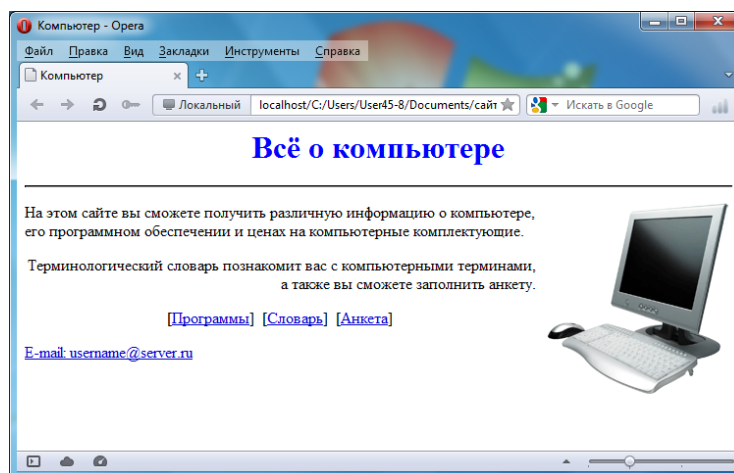 Компьютер - Opera
Файл Правка Вид Закладки Инструменты Справка
Компьютер
Локальный localhost/C:/Users/User45-8/Documents/сайт Искать в Google
Всё о компьютере
На этом сайте вы сможете получить различную информацию о компьютере,
его программном обеспечении и ценах на компьютерные комплектующие.
Терминологический словарь познакомит вас с компьютерными терминами,
а также вы сможете заполнить анкету.
[Программы] [Словарь] [Анкета]
E-mail: username@server.ru